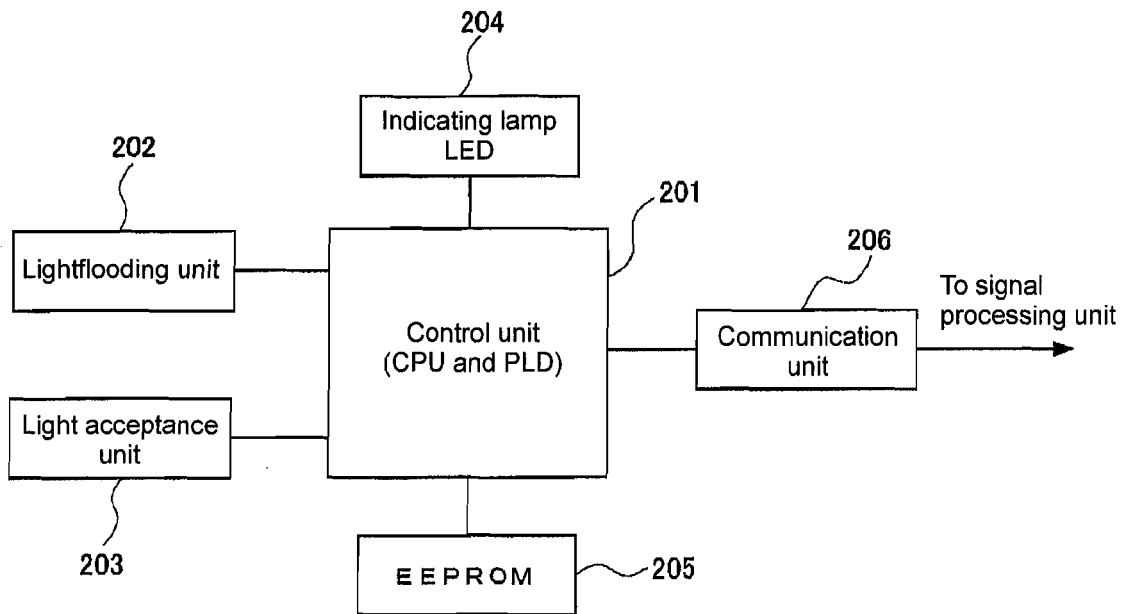 204
Indicating lamp
LED
202
201
206
Lightflooding unit
To signal
processing unit
Control unit
(CPU and PLD)
Communication
unit
Light acceptance
unit
203
EEPROM
205